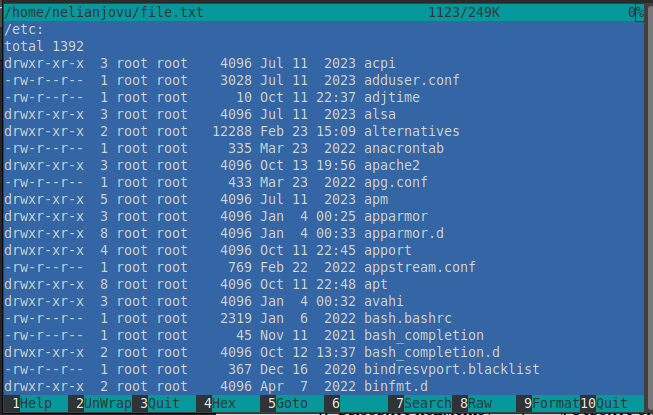 /home/nelianjovu/file.txt 1123/249K 0%
/etc:
total 1392
drwxr-xr-x  3 root root    4096 Jul 11  2023 acpi
-rw-r--r--  1 root root    3028 Jul 11  2023 adduser.conf
-rw-r--r--  1 root root      10 Oct 11 22:37 adjtime
drwxr-xr-x  3 root root    4096 Jul 11  2023 alsa
drwxr-xr-x  2 root root   12288 Feb 23 15:09 alternatives
-rw-r--r--  1 root root     335 Mar 23  2022 anacrontab
drwxr-xr-x  3 root root    4096 Oct 13 19:56 apache2
-rw-r--r--  1 root root     433 Mar 23  2022 apg.conf
drwxr-xr-x  5 root root    4096 Jul 11  2023 apm
drwxr-xr-x  3 root root    4096 Jan  4 00:25 apparmor
drwxr-xr-x  8 root root    4096 Jan  4 00:33 apparmor.d
drwxr-xr-x  4 root root    4096 Oct 11 22:45 apport
-rw-r--r--  1 root root     769 Feb 22  2022 appstream.conf
drwxr-xr-x  8 root root    4096 Oct 11 22:48 apt
drwxr-xr-x  3 root root    4096 Jan  4 00:32 avahi
-rw-r--r--  1 root root    2319 Jan  6  2022 bash.bashrc
-rw-r--r--  1 root root      45 Nov 11  2021 bash_completion
drwxr-xr-x  2 root root    4096 Oct 12 13:37 bash_completion.d
-rw-r--r--  1 root root     367 Dec 16  2020 bindresvport.blacklist
drwxr-xr-x  2 root root    4096 Apr  7  2022 binfmt.d
1Help 2UnWrap 3Quit 4Hex 5Goto 6 7Search 8Raw 9Format 10Quit